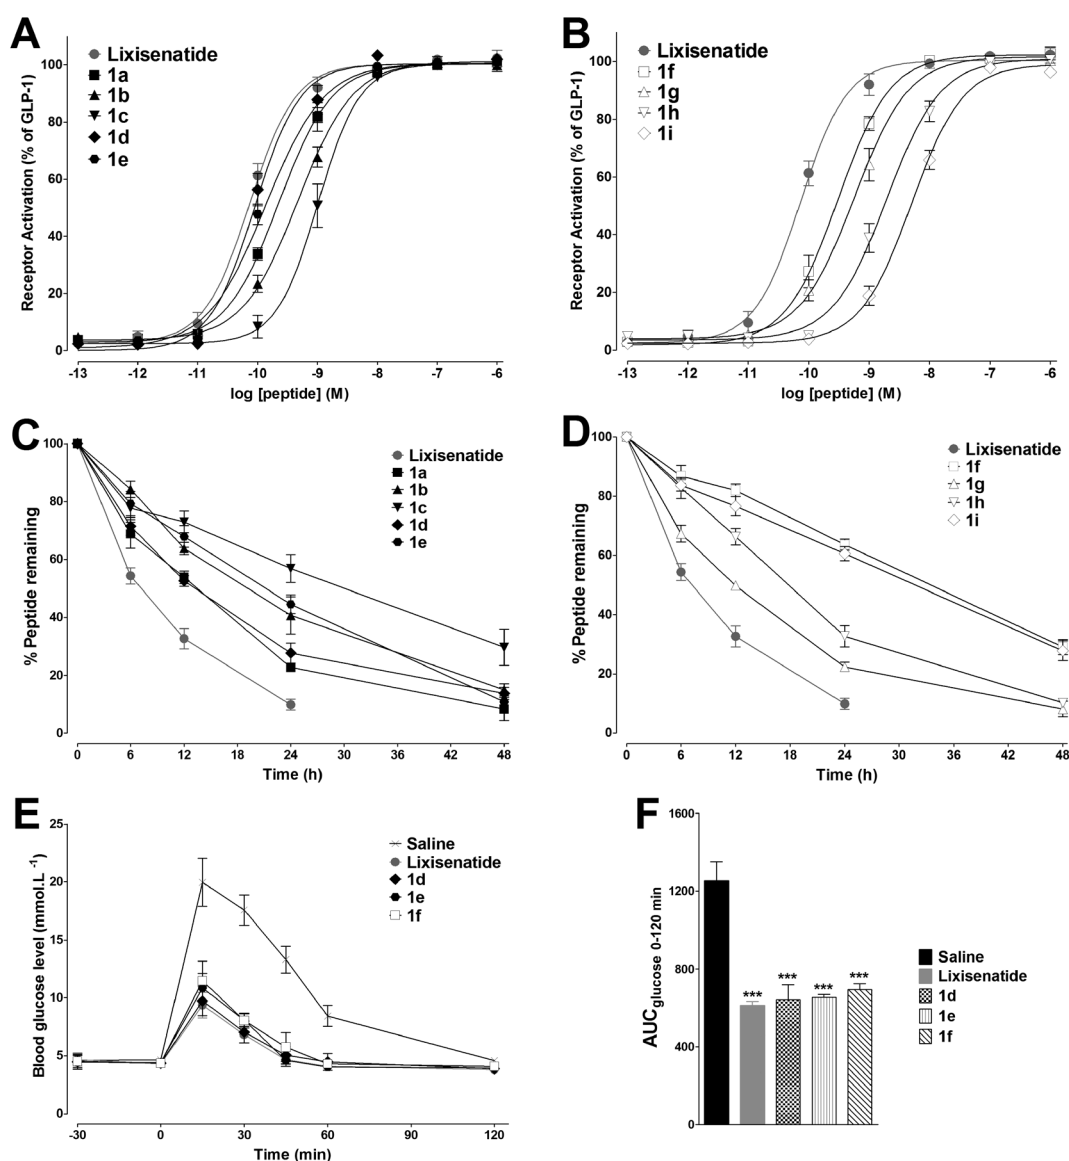 A
Receptor Activation (% of GLP-1)
100
80
60
40
20
0
Lixisenatide
1a
1b
1c
1d
1e
-13 -12 -11 -10 -9 -8 -7 -6
log [peptide] (M)
B
Receptor Activation (% of GLP-1)
100
80
60
40
20
0
Lixisenatide
1f
1g
1h
1i
-13 -12 -11 -10 -9 -8 -7 -6
log [peptide] (M)
C
% Peptide remaining
100
80
60
40
20
0
Lixisenatide
1a
1b
1c
1d
1e
0 6 12 18 24 30 36 42 48
Time (h)
D
% Peptide remaining
100
80
60
40
20
0
Lixisenatide
1f
1g
1h
1i
0 6 12 18 24 30 36 42 48
Time (h)
E
Blood glucose level (mmol.L -1)
25
20
15
10
5
0
Saline
Lixisenatide
1d
1e
1f
-30 0 30 60 90 120
Time (min)
F
AUCglucose 0-120 min
1600
1200
800
400
0
*** *** *** ***
Saline
Lixisenatide
1d
1e
1f